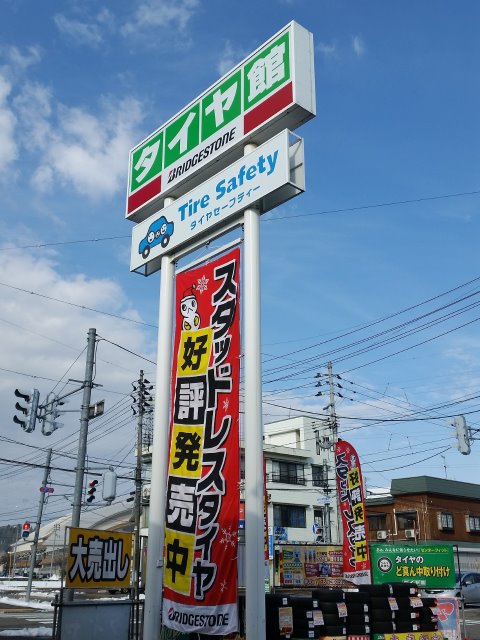 タイヤ館
BRIDGESTONE
Tire Safety
タイヤセーフティー
スタッドレスタイヤ
好評発売中
BRIDGESTONE
大売出し
タイヤの
ど真ん中取り付け